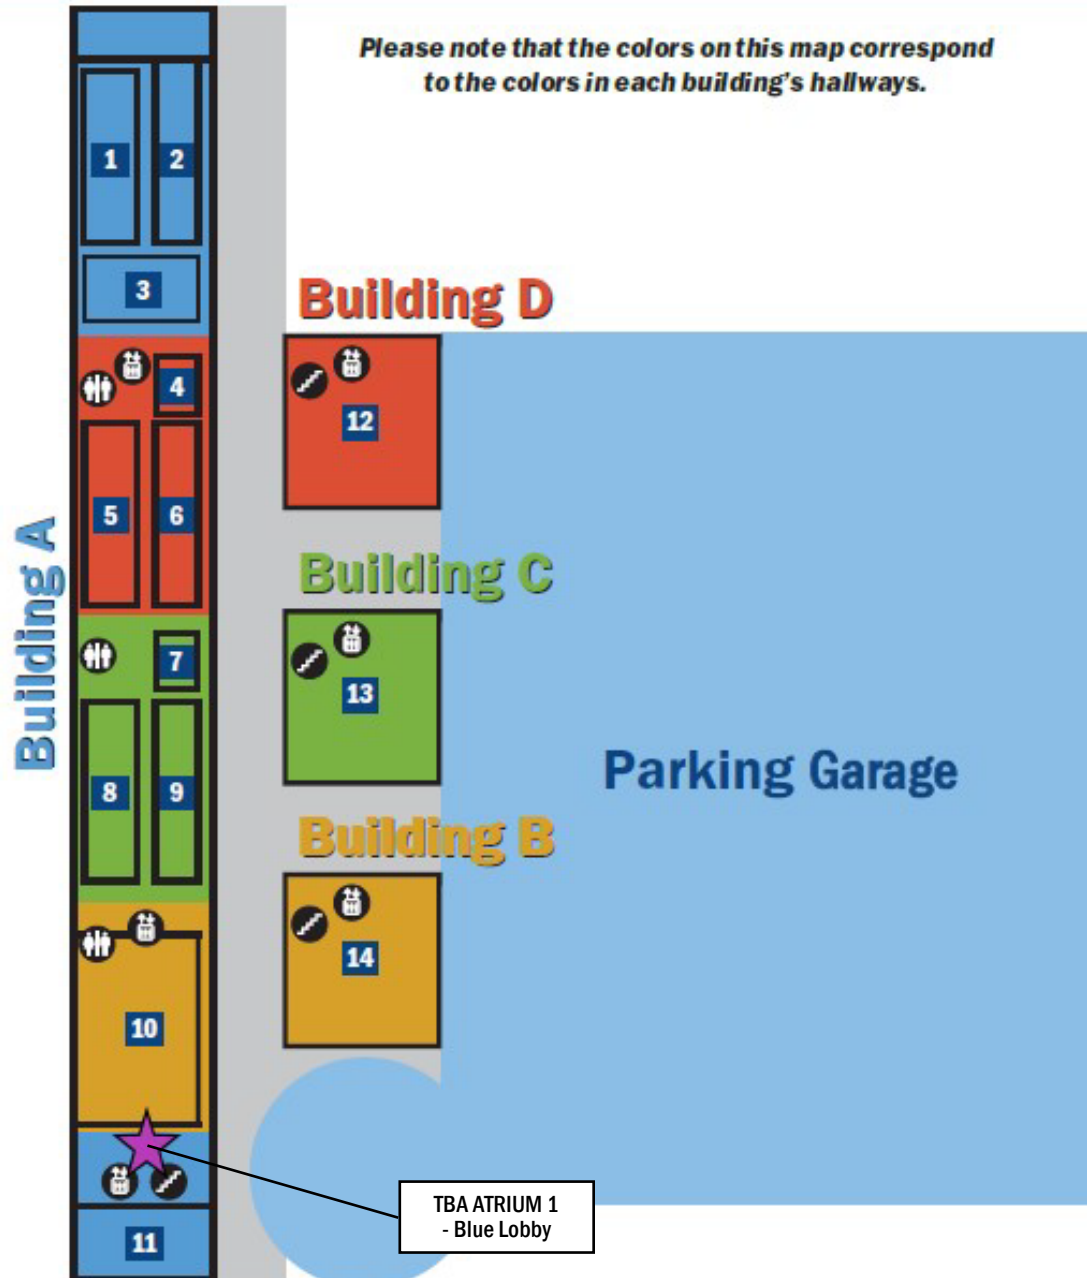 Please note that the colors on this map correspond
to the colors in each building's hallways.
1
2
3
Building D
4
12
5
6
Building A
Building C
7
13
8
9
Parking Garage
Building B
14
10
TBA ATRIUM 1
- Blue Lobby
11